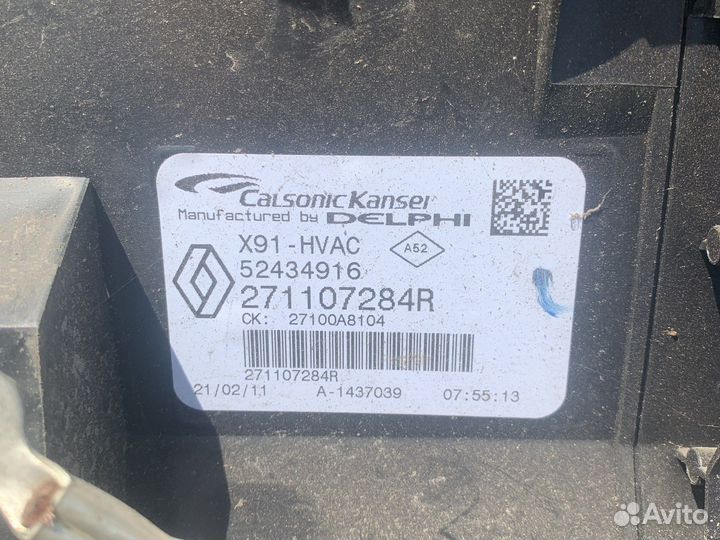 CalsonicKansei
Manufactured by DELPHI
X91-HVAC
A52
52434916
271107284R
CK: 27100A8104
271107284R
21/02/11 A-1437039 07:55:13
Avito